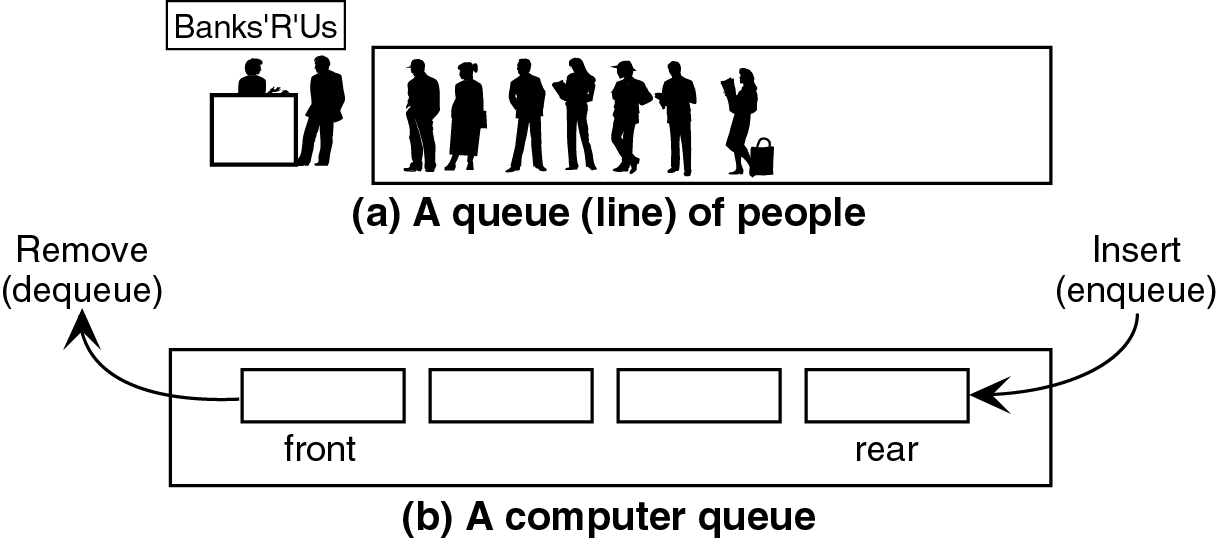 Banks'R'Us
(a) A queue (line) of people
Remove
(dequeue)
Insert
(enqueue)
front
rear
(b) A computer queue